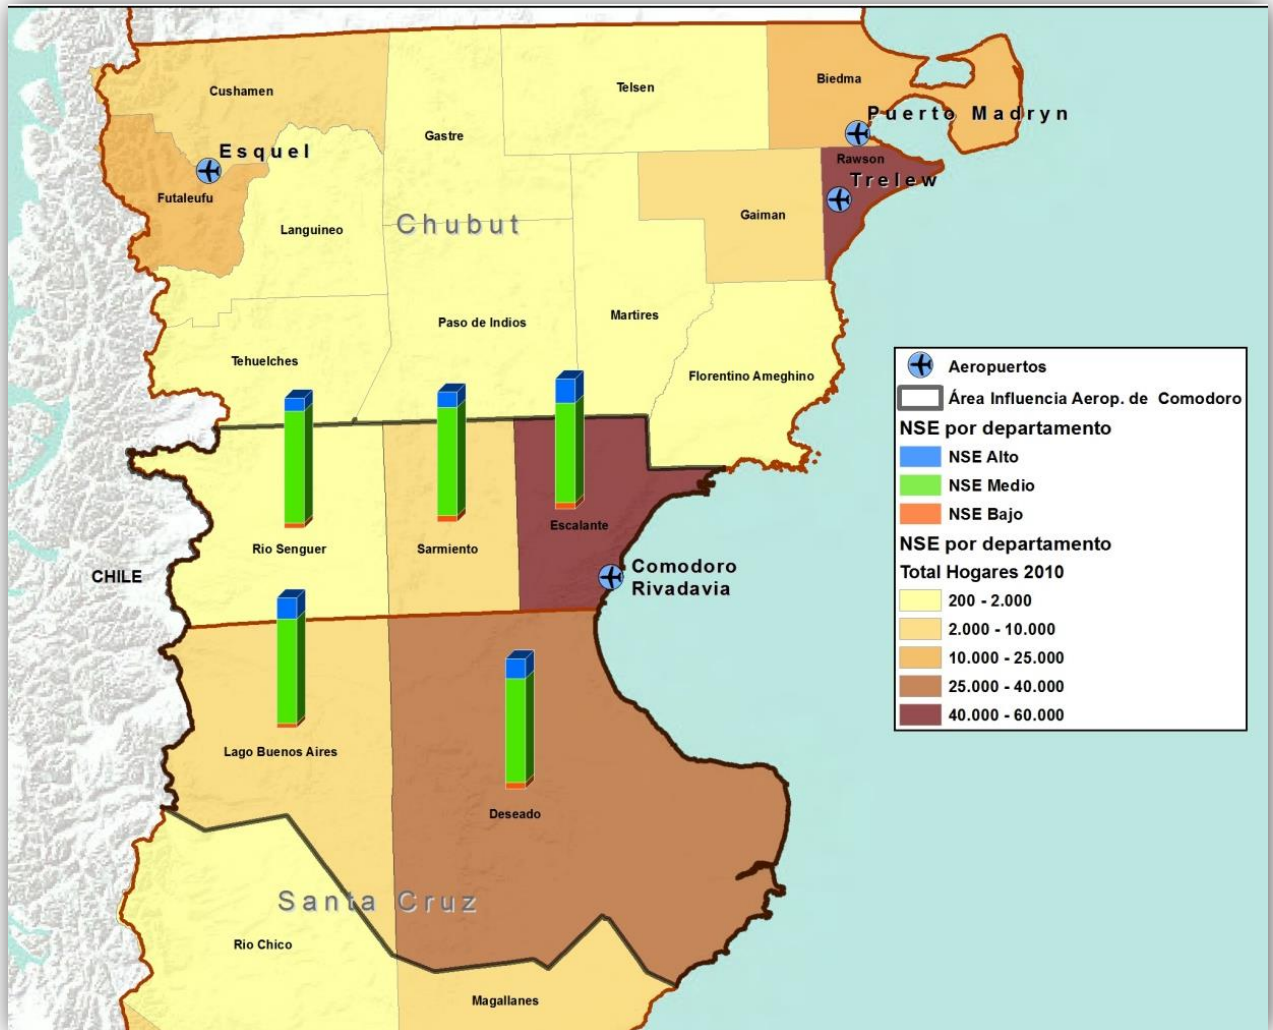 Cushamen
Telsen
Biedma
Puerto Madryn
Gastre
Esquel
Rawson
Trelew
Futaleufu
Gaiman
Languineo
Chubut
Martires
Paso de Indios
Tehuelches
Florentino Ameghino
Aeropuertos
Área Influencia Aerop. de Comodoro
NSE por departamento
NSE Alto
NSE Medio
NSE Bajo
NSE por departamento
Total Hogares 2010
200 - 2.000
2.000 - 10.000
10.000 - 25.000
25.000 - 40.000
40.000 - 60.000
Escalante
Rio Senguer
Sarmiento
CHILE
Comodoro
Rivadavia
Lago Buenos Aires
Deseado
Santa Cruz
Rio Chico
Magallanes